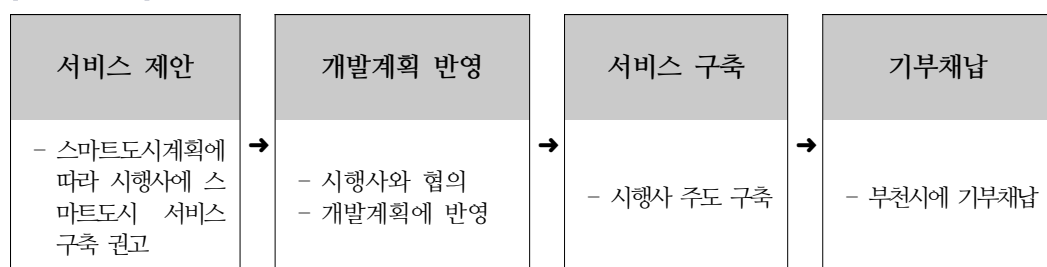 서비스 제안
- 스마트도시계획에
따라 시행사에 스
마트도시 서비스
구축 권고
➜
개발계획 반영
- 시행사와 협의
- 개발계획에 반영
➜
서비스 구축
- 시행사 주도 구축
➜
기부채납
- 부천시에 기부채납